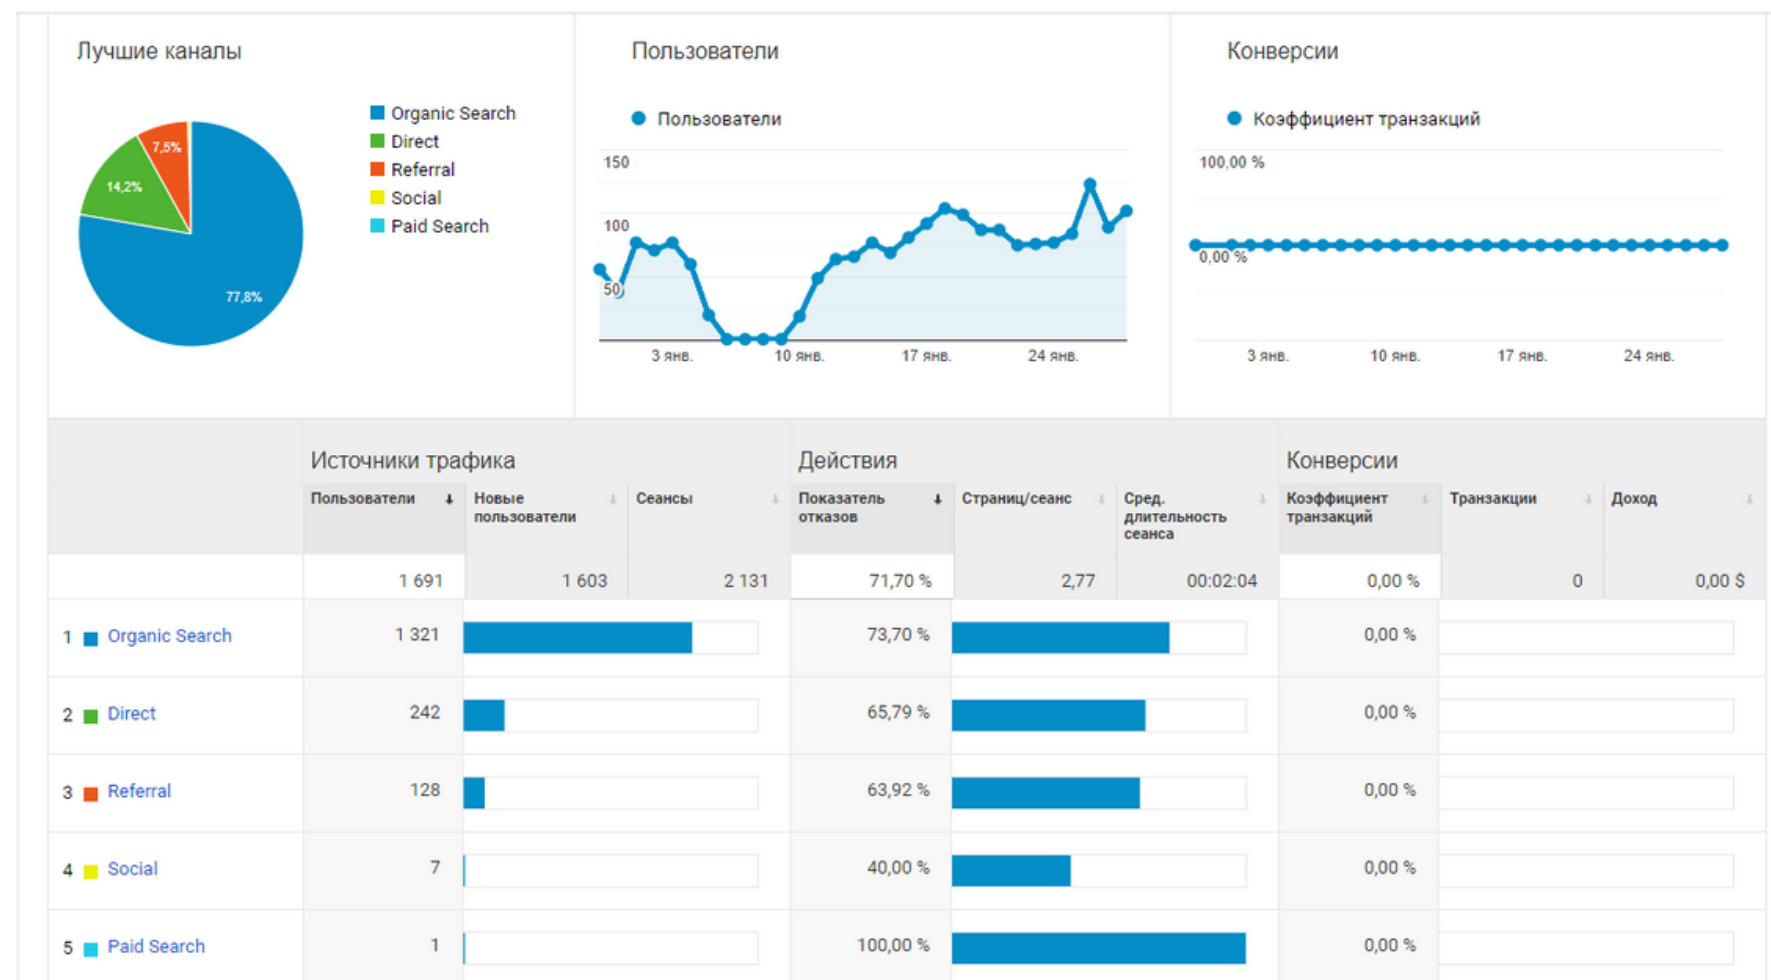 Лучшие каналы
Organic Search
Direct
Referral
Social
Paid Search
7,5%
14,2%
77,8%
Пользователи
Пользователи
150
100
50
3 янв.
10 янв.
17 янв.
24 янв.
Конверсии
Коэффициент транзакций
100,00 %
0,00 %
3 янв.
10 янв.
17 янв.
24 янв.
Источники трафика
Действия
Конверсии
Пользователи
Новые
пользователи
Сеансы
Показатель
отказов
Страниц/сеанс
Сред.
длительность
сеанса
Коэффициент
транзакций
Транзакции
Доход
1 691 1 603 2 131 71,70 % 2,77 00:02:04 0,00 % 0 0,00 $
1 Organic Search 1 321 73,70 % 0,00 %
2 Direct 242 65,79 % 0,00 %
3 Referral 128 63,92 % 0,00 %
4 Social 7 40,00 % 0,00 %
5 Paid Search 1 100,00 % 0,00 %